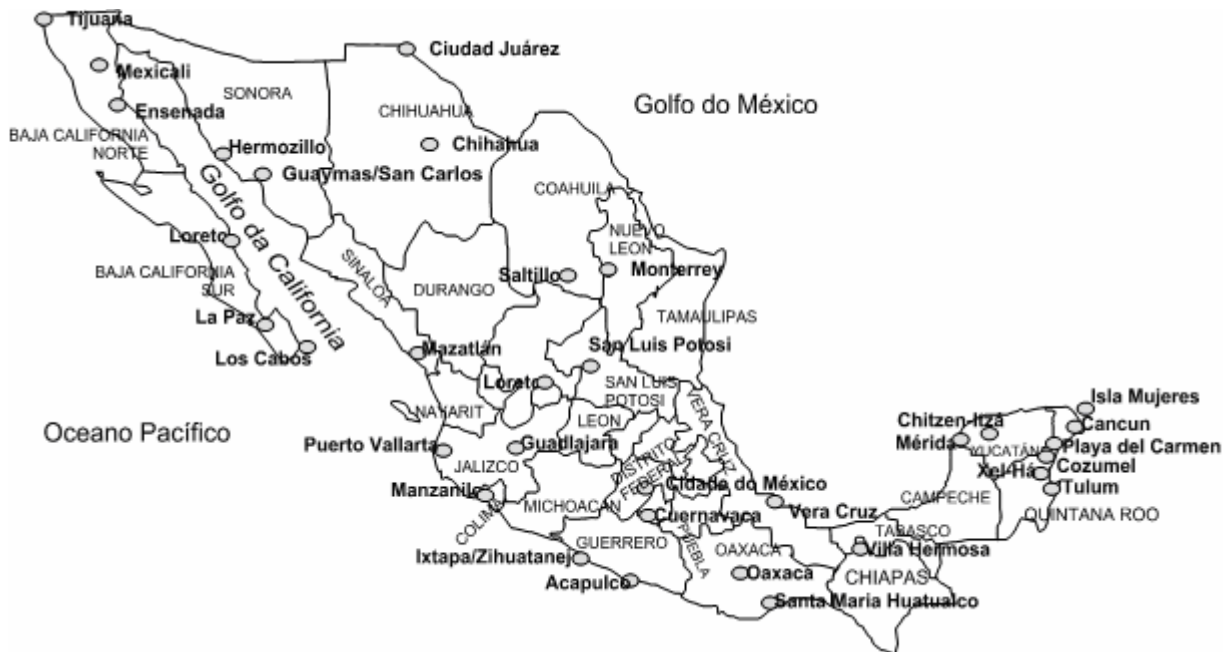 Tijuana
Ciudad Juárez
Mexicali
SONORA
Golfo do México
Ensenada
CHIHUAHUA
BAJA CALIFORNIA
NORTE
Hermozillo
Chihahua
Guaymas/San Carlos
COAHUILA
Golfo da California
NUEVO
LEON
Loreto
SINALOA
BAJA CALIFORNIA
SUR
DURANGO
Saltillo
Monterrey
La Paz
TAMAULIPAS
Los Cabos
Mazatlán
San Luis Potosi
Loreto
SAN LUIS
POTOSI
VERA CRUZ
NAYARIT
LEON
Oceano Pacífico
Puerto Vallarta
Guadlajara
JALIZCO
DISTRITO
FEDERAL
Isla Mujeres
Chitzen-Itzá
Cancun
Mérida
YUCATÁN
Playa del Carmen
Cozumel
Xel-Há
Tulum
Manzanilo
COLIMA
MICHOACAN
Cidade do México
Cuernavaca
Vera Cruz
CAMPECHE
QUINTANA ROO
TABASCO
Ixtapa/Zihuatanej
GUERRERO
PUEBLA
OAXACA
Villa Hermosa
Acapulco
Oaxaca
CHIAPAS
Santa Maria Huatualco